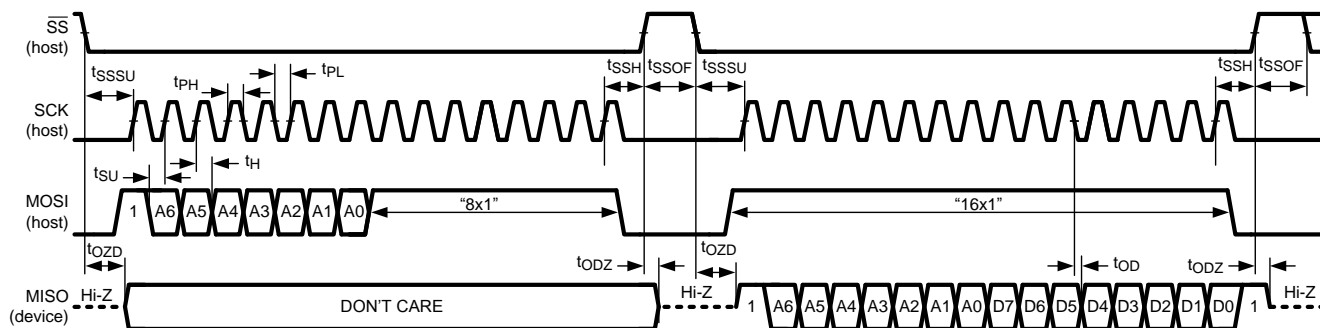 SS
(host)
tSSSU
tPH
tPL
tSSH
tSSOF
tSSSU
tSSH
tSSOF
SCK
(host)
tSU
tH
MOSI
(host)
1 A6 A5 A4 A3 A2 A1 A0 “8x1”
“16x1”
tOZD
tODZ
tOZD
tOD
tODZ
MISO
(device)
Hi-Z
DON'T CARE
Hi-Z
1 A6 A5 A4 A3 A2 A1 A0 D7 D6 D5 D4 D3 D2 D1 D0 1
Hi-Z